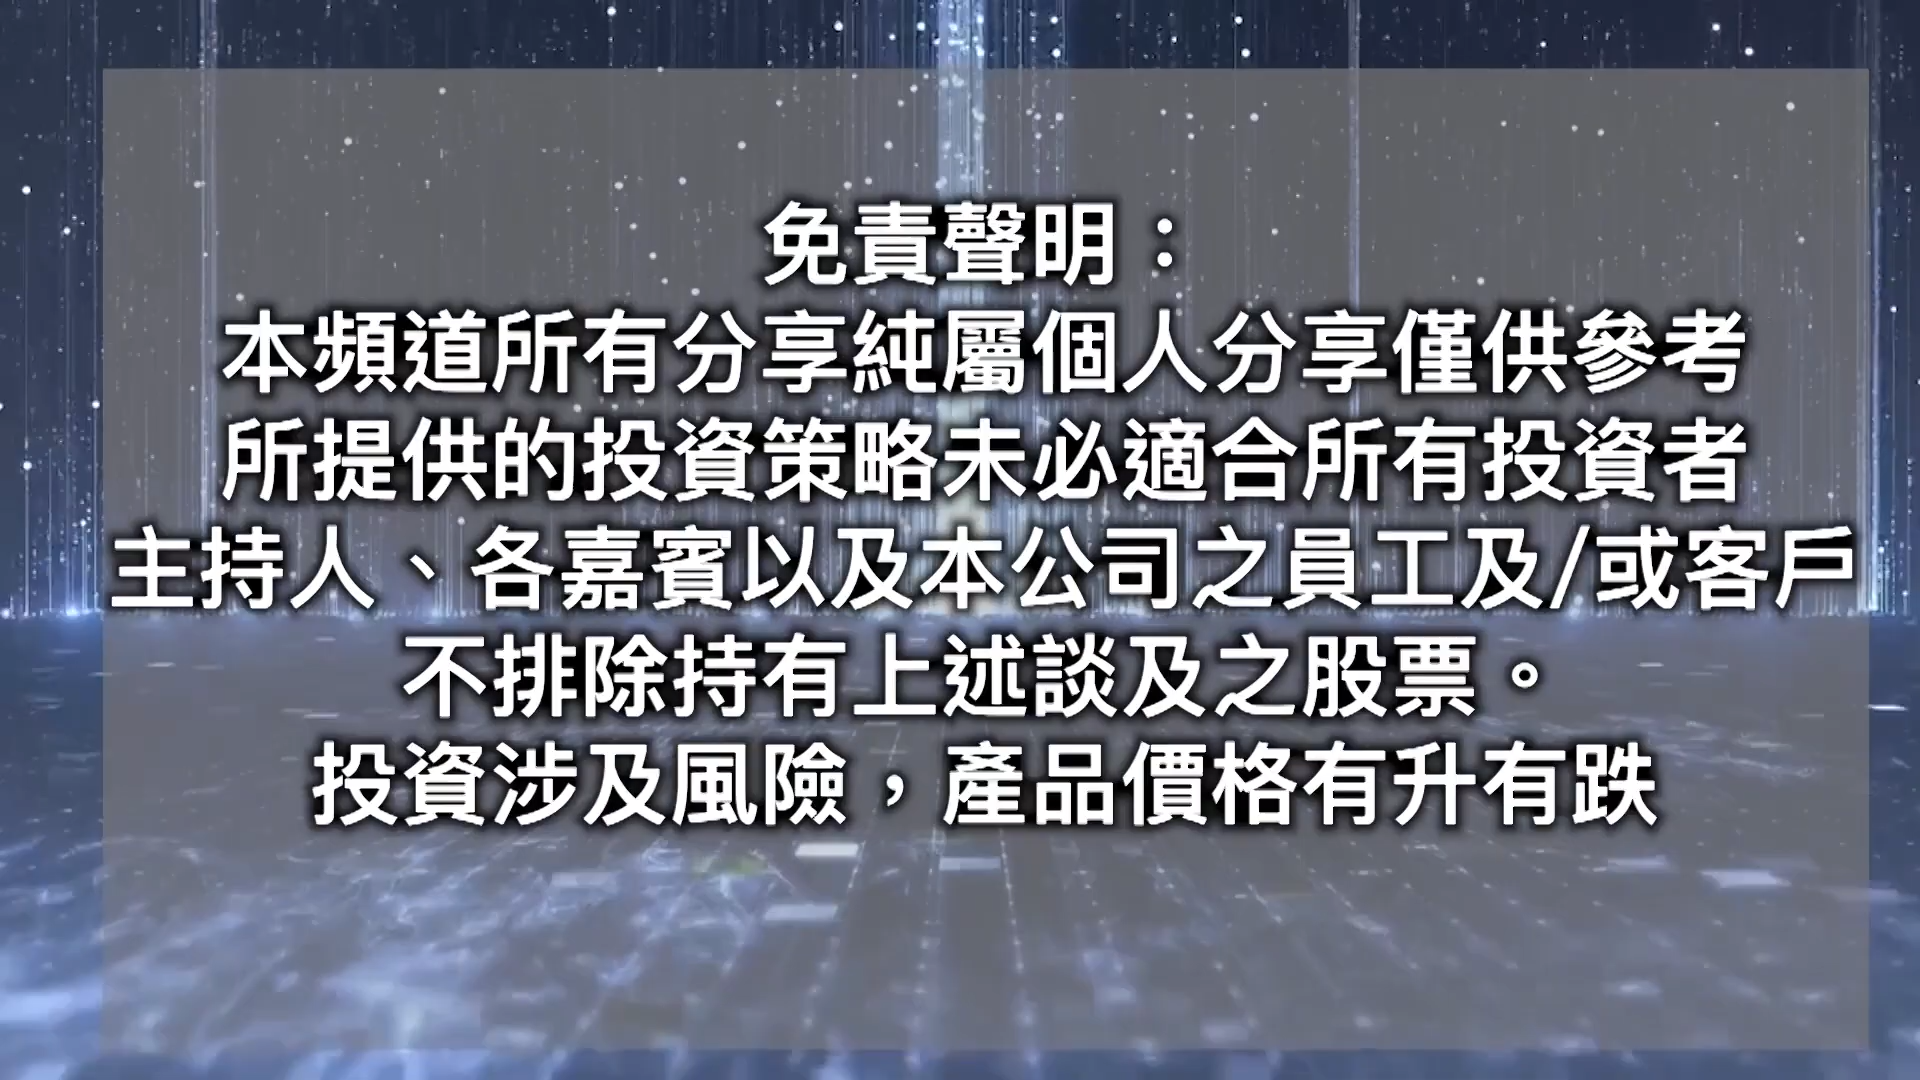 免責聲明：
本頻道所有分享純屬個人分享僅供參考
所提供的投資策略未必適合所有投資者
主持人、各嘉賓以及本公司之員工及/或客戶
不排除持有上述談及之股票。
投資涉及風險，產品價格有升有跌